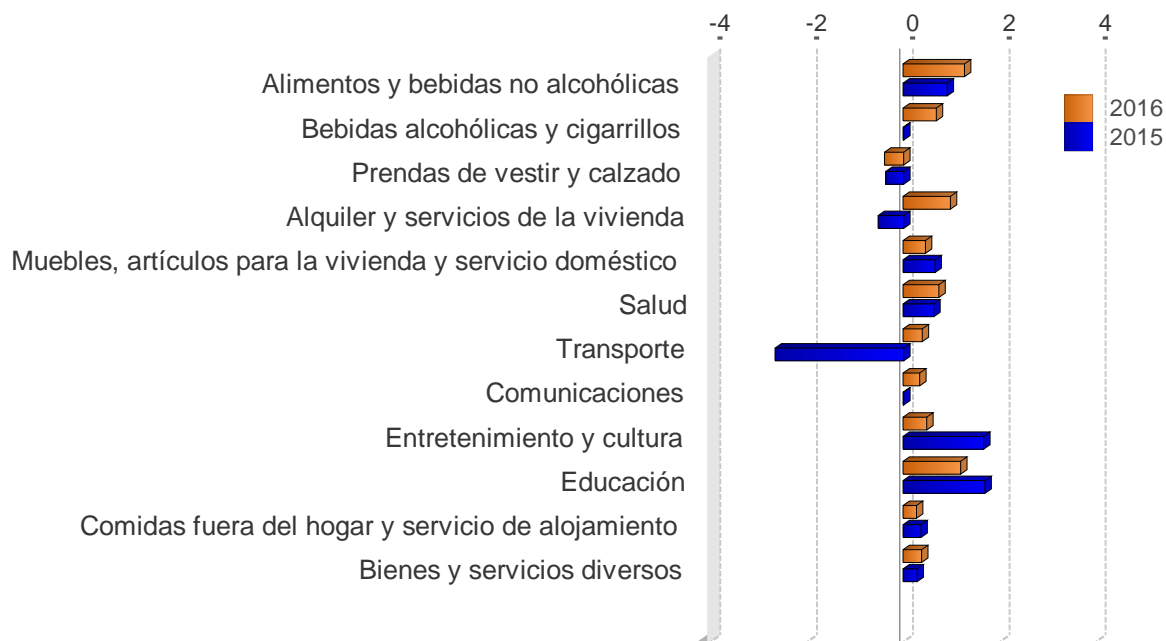 -4 -2 0 2 4
Alimentos y bebidas no alcohólicas
Bebidas alcohólicas y cigarrillos
Prendas de vestir y calzado
Alquiler y servicios de la vivienda
Muebles, artículos para la vivienda y servicio doméstico
Salud
Transporte
Comunicaciones
Entretenimiento y cultura
Educación
Comidas fuera del hogar y servicio de alojamiento
Bienes y servicios diversos
2016
2015